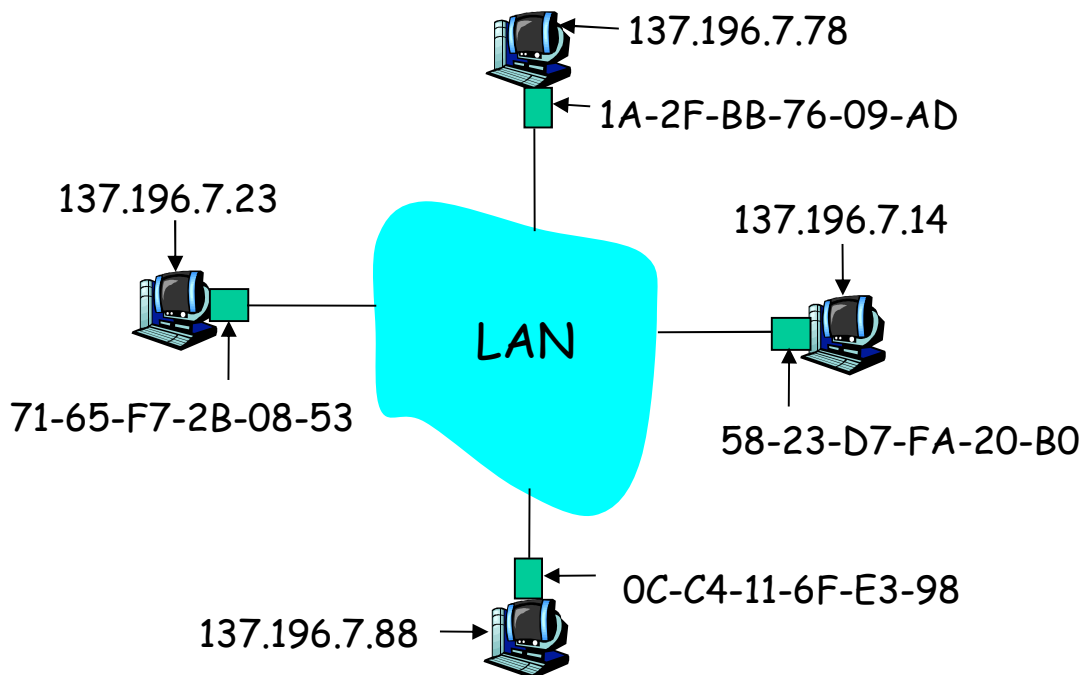 137.196.7.78
1A-2F-BB-76-09-AD
137.196.7.23
137.196.7.14
LAN
71-65-F7-2B-08-53
58-23-D7-FA-20-B0
0C-C4-11-6F-E3-98
137.196.7.88